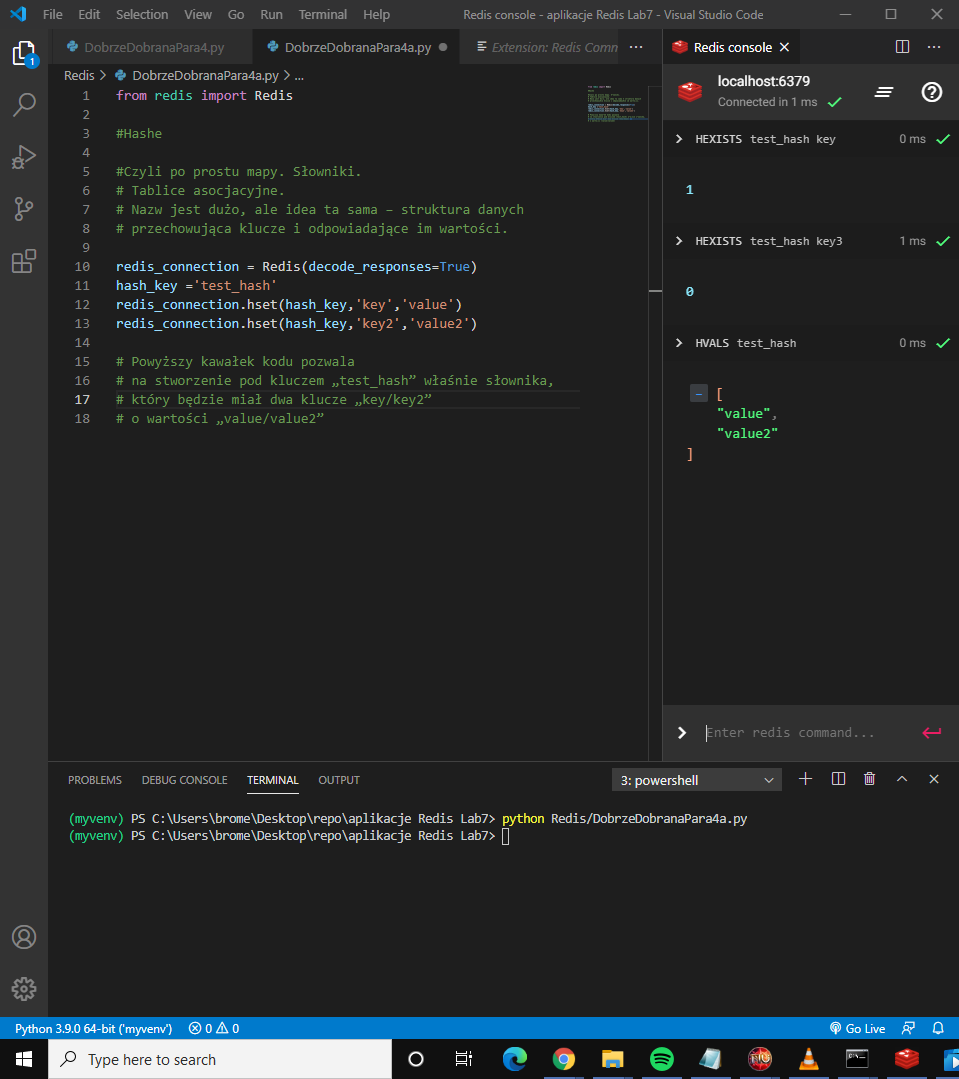 File Edit Selection View Go Run Terminal Help Redis console - aplikacje Redis Lab7 - Visual Studio Code
DobrzeDobranaPara4.py DobrzeDobranaPara4a.py Extension: Redis Comm ...
Redis > DobrzeDobranaPara4a.py > ...
1 from redis import Redis
2
3 #Hashe
4
5 #Czyli po prostu mapy. Słowniki.
6 # Tablice asocjacyjne.
7 # Nazw jest dużo, ale idea ta sama – struktura danych
8 # przechowująca klucze i odpowiadające im wartości.
9
10 redis_connection = Redis(decode_responses=True)
11 hash_key ='test_hash'
12 redis_connection.hset(hash_key,'key','value')
13 redis_connection.hset(hash_key,'key2','value2')
14
15 # Powyższy kawałek kodu pozwala
16 # na stworzenie pod kluczem „test_hash” właśnie słownika,
17 # który będzie miał dwa klucze „key/key2”
18 # o wartości „value/value2”
Redis console
localhost:6379
Connected in 1 ms
HEXISTS test_hash key 0 ms
1
HEXISTS test_hash key3 1 ms
0
HVALS test_hash 0 ms
- [
"value",
"value2"
]
Enter redis command...
PROBLEMS DEBUG CONSOLE TERMINAL OUTPUT 3: powershell
(myvenv) PS C:\Users\brome\Desktop\repo\aplikacje Redis Lab7> python Redis/DobrzeDobranaPara4a.py
(myvenv) PS C:\Users\brome\Desktop\repo\aplikacje Redis Lab7>
1
Python 3.9.0 64-bit ('myvenv') 0 0 Go Live
Type here to search